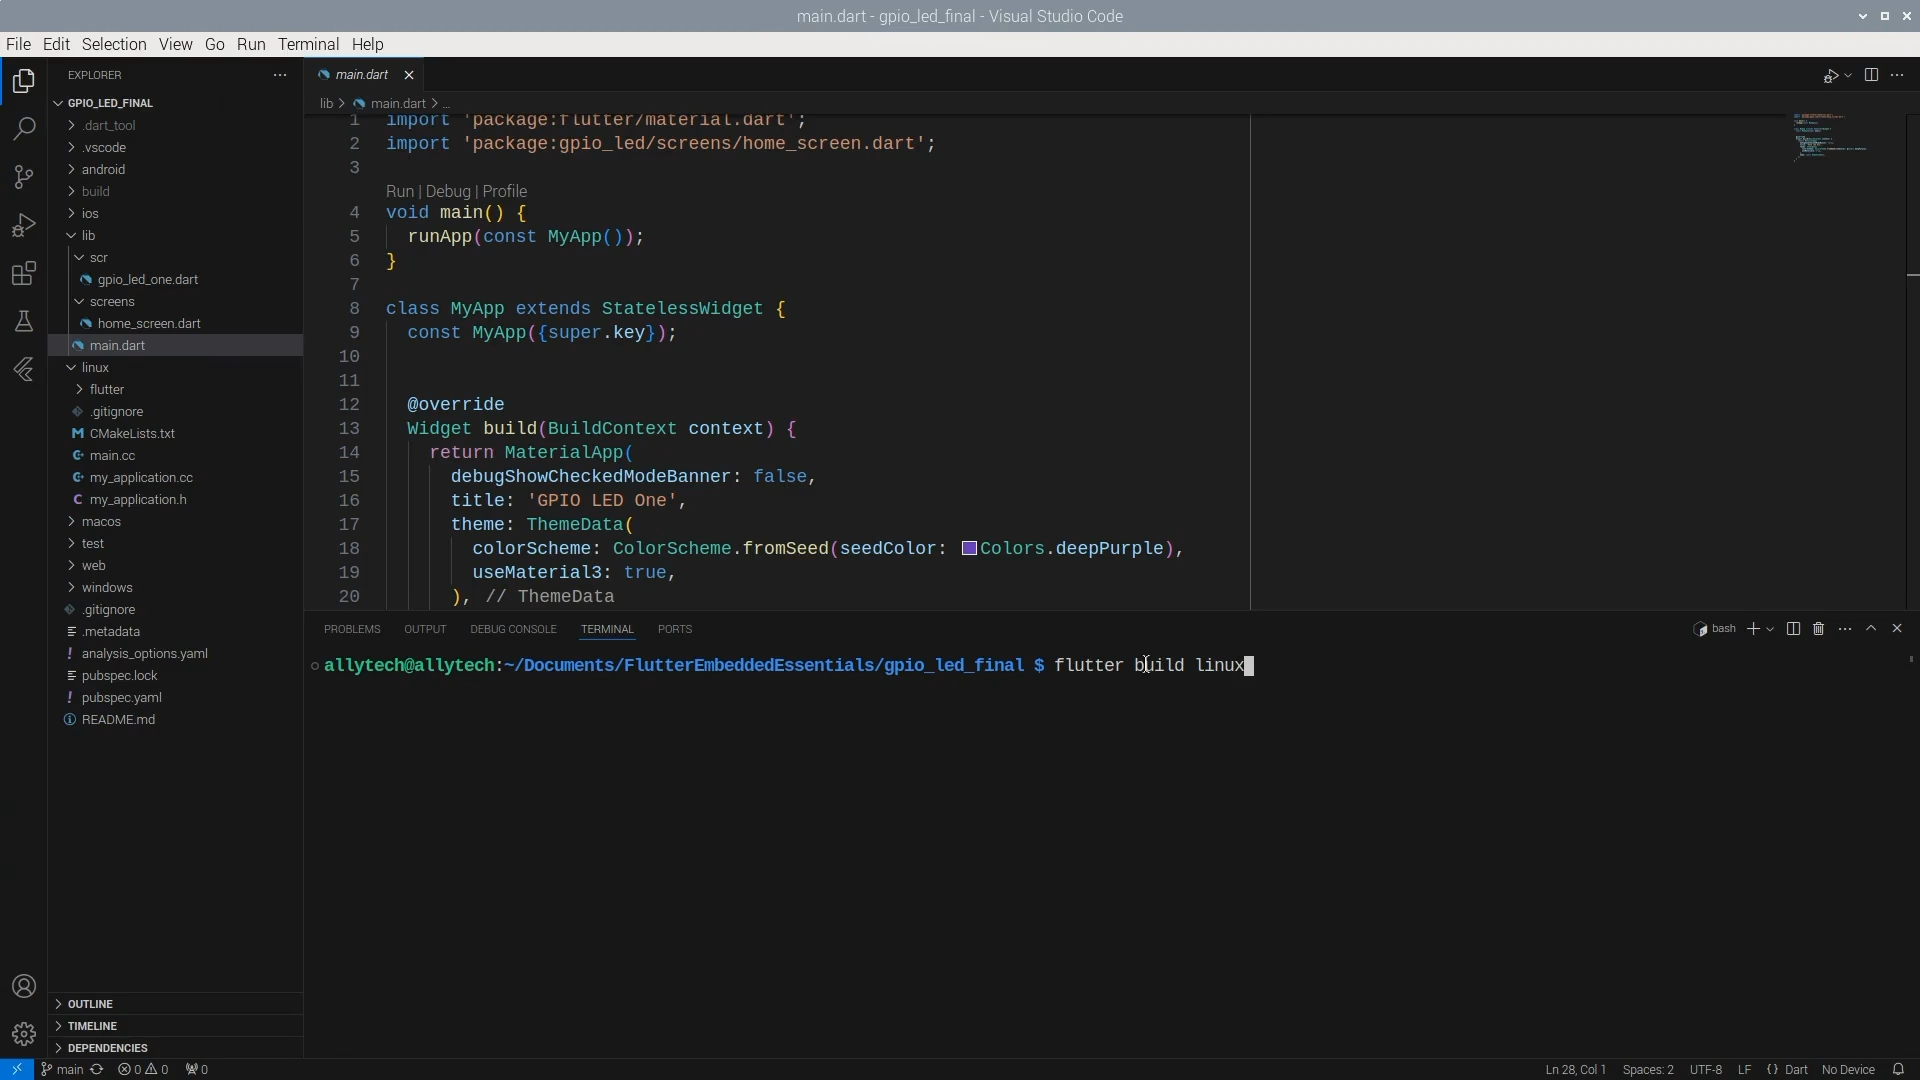 main.dart - gpio_led_final - Visual Studio Code
File Edit Selection View Go Run Terminal Help
EXPLORER
GPIO_LED_FINAL
.dart_tool
.vscode
android
build
ios
lib
scr
gpio_led_one.dart
screens
home_screen.dart
main.dart
linux
flutter
.gitignore
CMakeLists.txt
main.cc
my_application.cc
my_application.h
macos
test
web
windows
.gitignore
.metadata
analysis_options.yaml
pubspec.lock
pubspec.yaml
README.md
OUTLINE
TIMELINE
DEPENDENCIES
main.dart
lib > main.dart > ...
1 import 'package:flutter/material.dart';
2 import 'package:gpio_led/screens/home_screen.dart';
3
Run | Debug | Profile
4 void main() {
5 runApp(const MyApp());
6 }
7
8 class MyApp extends StatelessWidget {
9 const MyApp({super.key});
10
11
12 @override
13 Widget build(BuildContext context) {
14 return MaterialApp(
15 debugShowCheckedModeBanner: false,
16 title: 'GPIO LED One',
17 theme: ThemeData(
18 colorScheme: ColorScheme.fromSeed(seedColor: Colors.deepPurple),
19 useMaterial3: true,
20 ), // ThemeData
PROBLEMS OUTPUT DEBUG CONSOLE TERMINAL PORTS
bash
allytech@allytech:~/Documents/FlutterEmbeddedEssentials/gpio_led_final $ flutter build linux
main 0 0 0
Ln 28, Col 1 Spaces: 2 UTF-8 LF {} Dart No Device